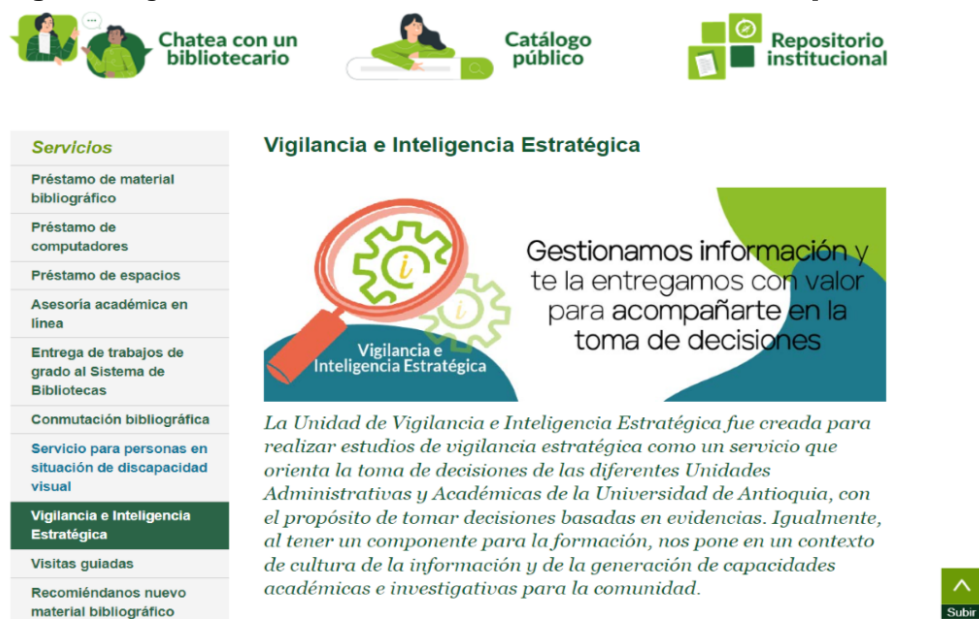 Chatea con un
bibliotecario
Catálogo
público
Repositorio
institucional
Servicios
Préstamo de material
bibliográfico
Préstamo de
computadores
Préstamo de espacios
Asesoría académica en
línea
Entrega de trabajos de
grado al Sistema de
Bibliotecas
Conmutación bibliográfica
Servicio para personas en
situación de discapacidad
visual
Vigilancia e Inteligencia
Estratégica
Visitas guiadas
Recomiéndanos nuevo
material bibliográfico
Vigilancia e Inteligencia Estratégica
i
i
Vigilancia e
Inteligencia Estratégica
Gestionamos información y
te la entregamos con valor
para acompañarte en la
toma de decisiones
La Unidad de Vigilancia e Inteligencia Estratégica fue creada para
realizar estudios de vigilancia estratégica como un servicio que
orienta la toma de decisiones de las diferentes Unidades
Administrativas y Académicas de la Universidad de Antioquia, con
el propósito de tomar decisiones basadas en evidencias. Igualmente,
al tener un componente para la formación, nos pone en un contexto
de cultura de la información y de la generación de capacidades
académicas e investigativas para la comunidad.
Subir